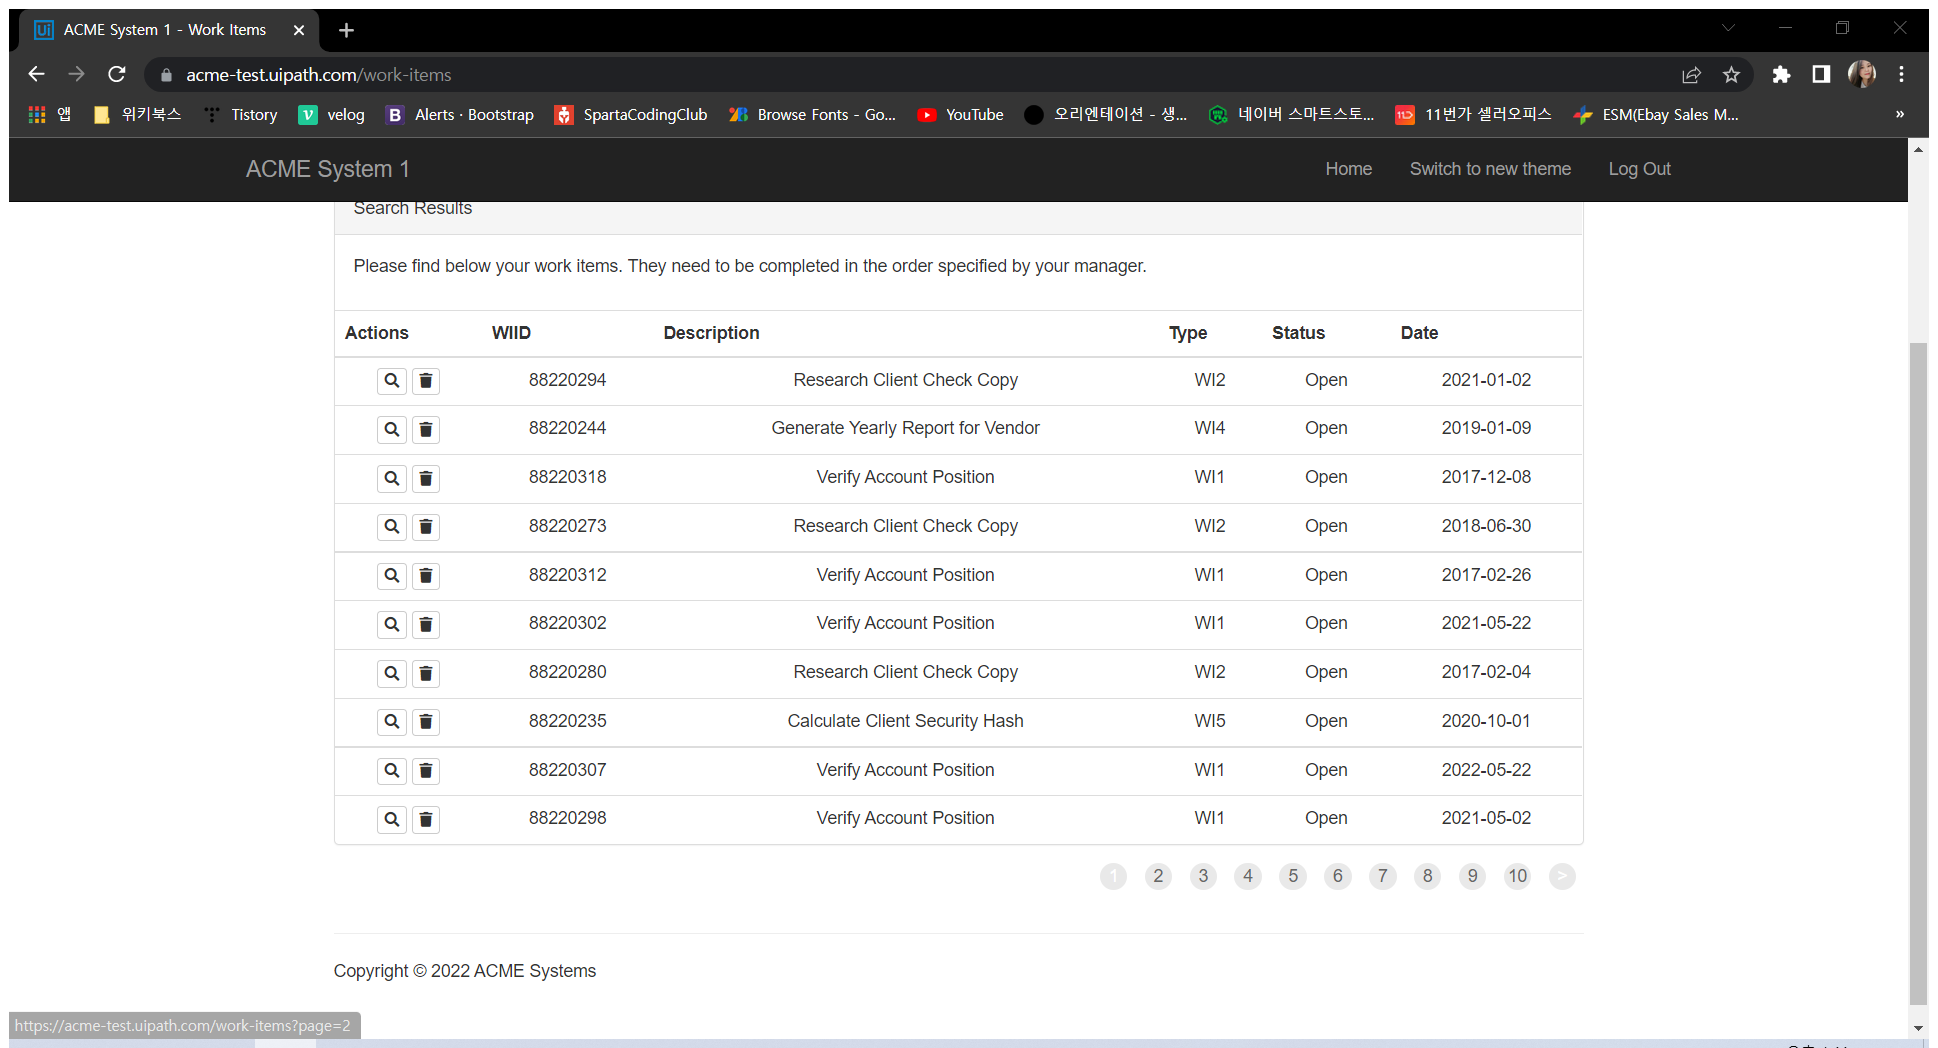 ACME System 1 - Work Items
acme-test.uipath.com/work-items
앱 위키북스 Tistory velog Alerts · Bootstrap SpartaCodingClub Browse Fonts - Go... YouTube 오리엔테이션 - 생... 네이버 스마트스토... 11번가 셀러오피스 ESM(Ebay Sales M... »
ACME System 1 Home Switch to new theme Log Out
Search Results
Please find below your work items. They need to be completed in the order specified by your manager.
Actions WIID Description Type Status Date
88220294 Research Client Check Copy WI2 Open 2021-01-02
88220244 Generate Yearly Report for Vendor WI4 Open 2019-01-09
88220318 Verify Account Position WI1 Open 2017-12-08
88220273 Research Client Check Copy WI2 Open 2018-06-30
88220312 Verify Account Position WI1 Open 2017-02-26
88220302 Verify Account Position WI1 Open 2021-05-22
88220280 Research Client Check Copy WI2 Open 2017-02-04
88220235 Calculate Client Security Hash WI5 Open 2020-10-01
88220307 Verify Account Position WI1 Open 2022-05-22
88220298 Verify Account Position WI1 Open 2021-05-02
1 2 3 4 5 6 7 8 9 10 >
Copyright © 2022 ACME Systems
https://acme-test.uipath.com/work-items?page=2